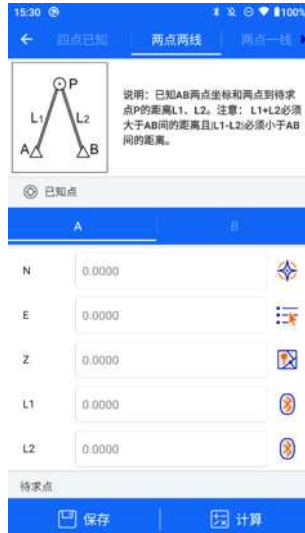 15:30 100%
四点已知 两点两线 两点一线
P
L1 L2
A B
说明：已知AB两点坐标和两点到待求
点P的距离L1、L2。注意： L1+L2必须
大于AB间的距离且|L1-L2|必须小于AB
间的距离。
已知点
A B
N 0.0000
E 0.0000
Z 0.0000
L1 0.0000
L2 0.0000
待求点
保存 计算